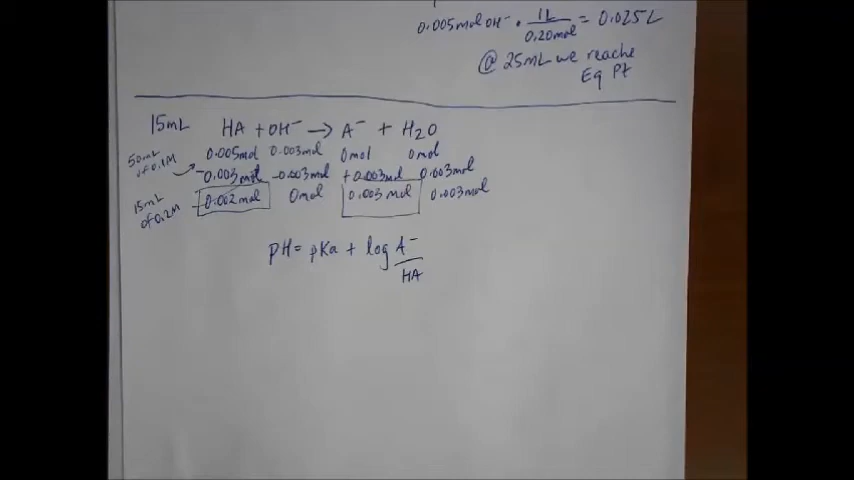 0.005mol OH⁻ · 1L / 0.20mol = 0.025L
@ 25mL we reache
Eq Pt
15mL HA + OH⁻ → A⁻ + H₂O
50mL of 0.1M 0.005mol 0.003mol 0mol 0mol
-0.003mol -0.003mol +0.003mol 0.003mol
15mL of 0.2M 0.002mol 0mol 0.003mol 0.003mol
pH = pKa + log A⁻ / HA